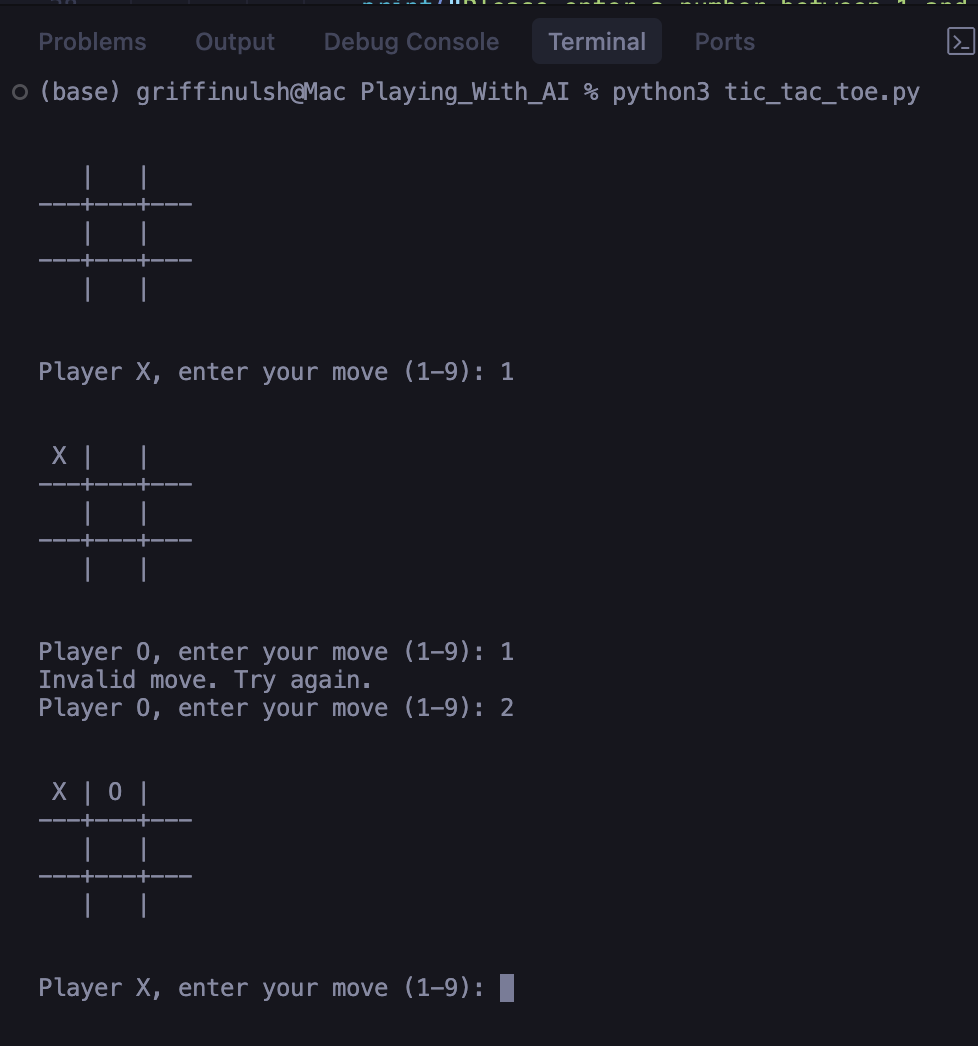 print("Please enter a number between 1 and
Problems Output Debug Console Terminal Ports
(base) griffinulsh@Mac Playing_With_AI % python3 tic_tac_toe.py
   |   |
---+---+---
   |   |
---+---+---
   |   |
Player X, enter your move (1-9): 1
 X |   |
---+---+---
   |   |
---+---+---
   |   |
Player O, enter your move (1-9): 1
Invalid move. Try again.
Player O, enter your move (1-9): 2
 X | O |
---+---+---
   |   |
---+---+---
   |   |
Player X, enter your move (1-9):